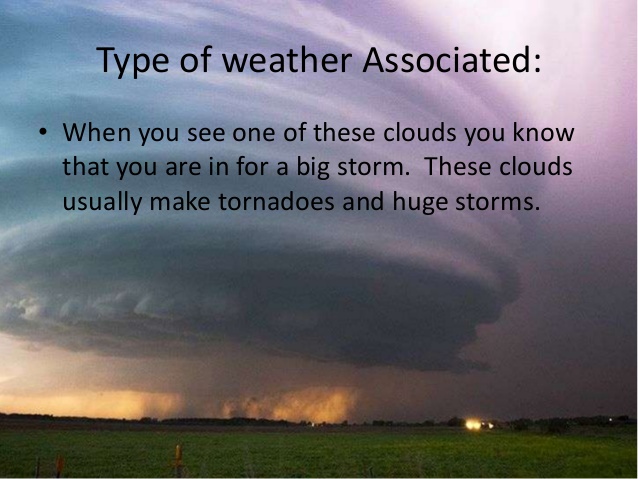 Type of weather Associated:
• When you see one of these clouds you know
that you are in for a big storm.  These clouds
usually make tornadoes and huge storms.